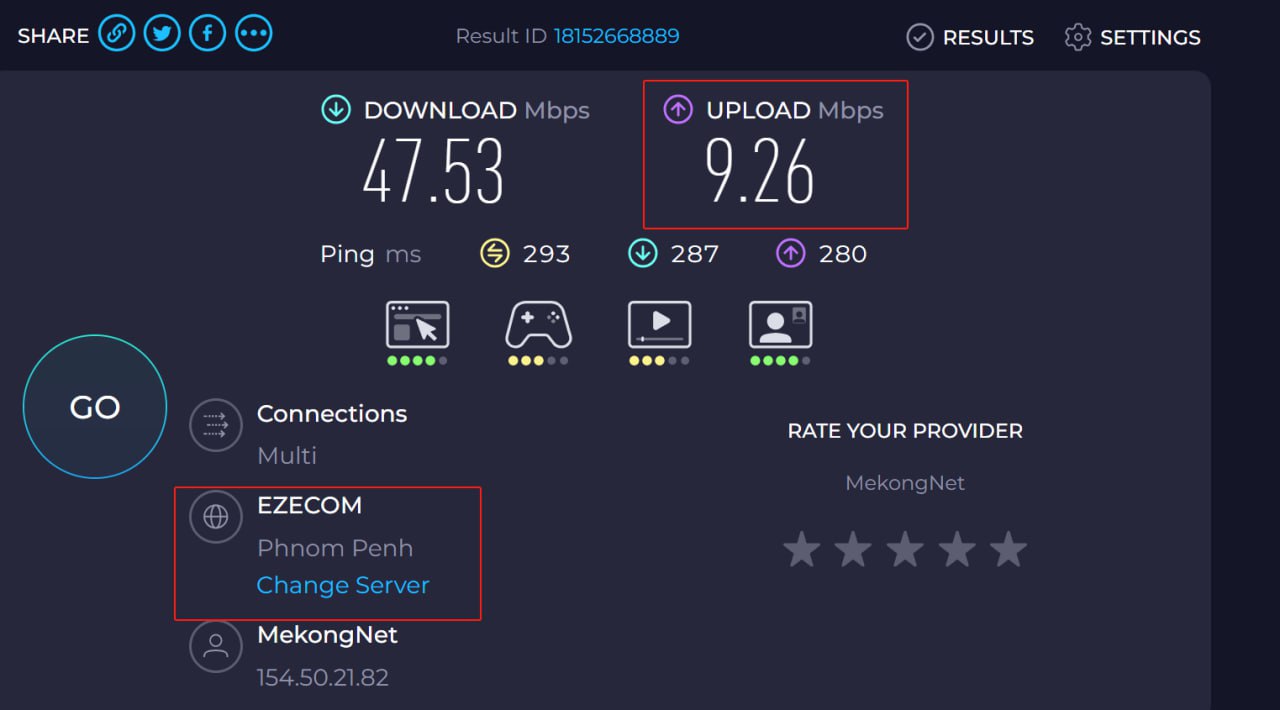 SHARE
Result ID 18152668889
RESULTS
SETTINGS
DOWNLOAD Mbps
47.53
UPLOAD Mbps
9.26
Ping ms
293
287
280
GO
Connections
Multi
EZECOM
Phnom Penh
Change Server
MekongNet
154.50.21.82
RATE YOUR PROVIDER
MekongNet